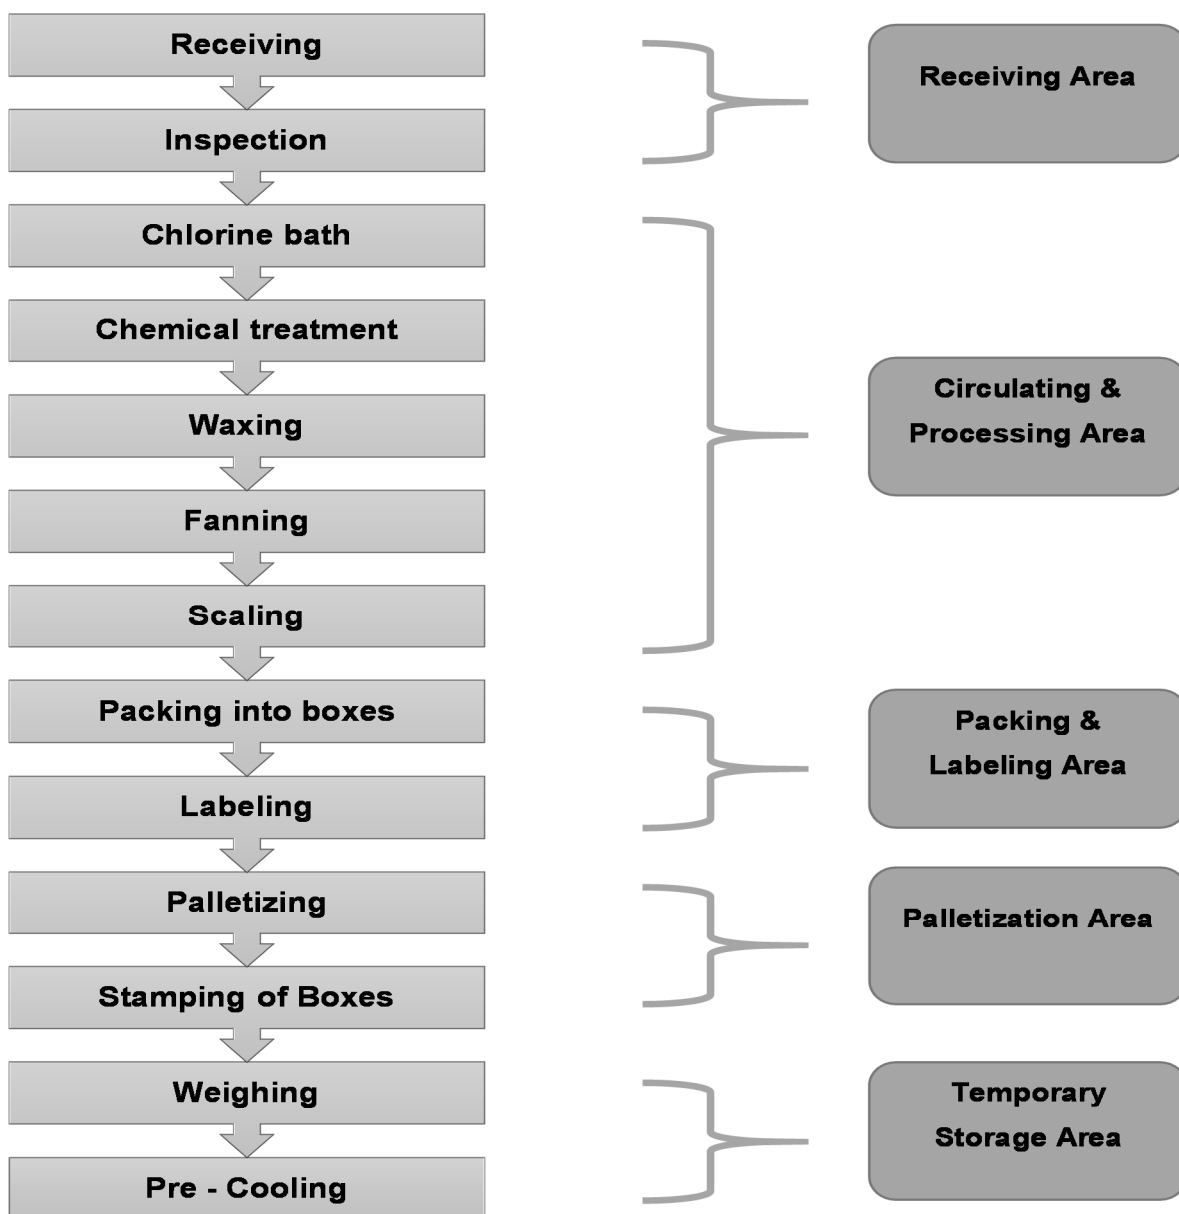 Receiving
Inspection
Chlorine bath
Chemical treatment
Waxing
Fanning
Scaling
Packing into boxes
Labeling
Palletizing
Stamping of Boxes
Weighing
Pre - Cooling
Receiving Area
Circulating &
Processing Area
Packing &
Labeling Area
Palletization Area
Temporary
Storage Area